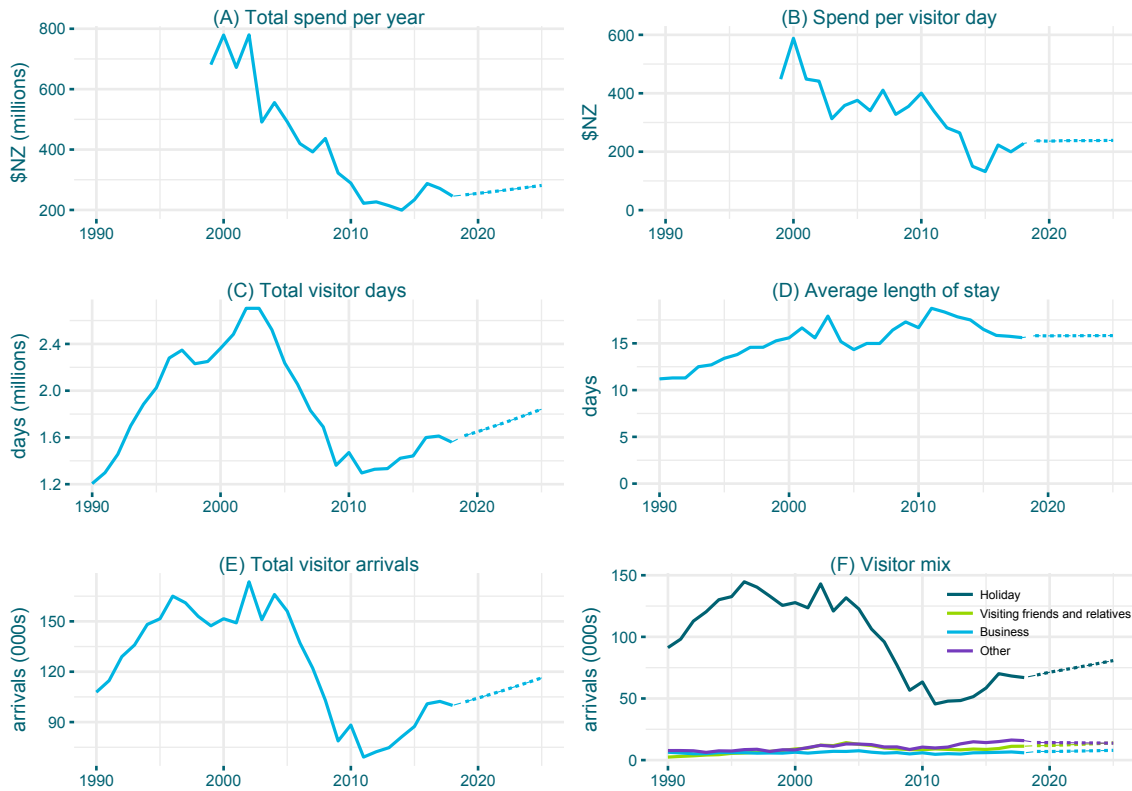 (A) Total spend per year
$NZ (millions)
800
600
400
200
1990
2000
2010
2020
(B) Spend per visitor day
$NZ
600
400
200
0
1990
2000
2010
2020
(C) Total visitor days
days (millions)
2.4
2.0
1.6
1.2
1990
2000
2010
2020
(D) Average length of stay
days
15
10
5
0
1990
2000
2010
2020
(E) Total visitor arrivals
arrivals (000s)
150
120
90
1990
2000
2010
2020
(F) Visitor mix
arrivals (000s)
150
100
50
0
Holiday
Visiting friends and relatives
Business
Other
1990
2000
2010
2020